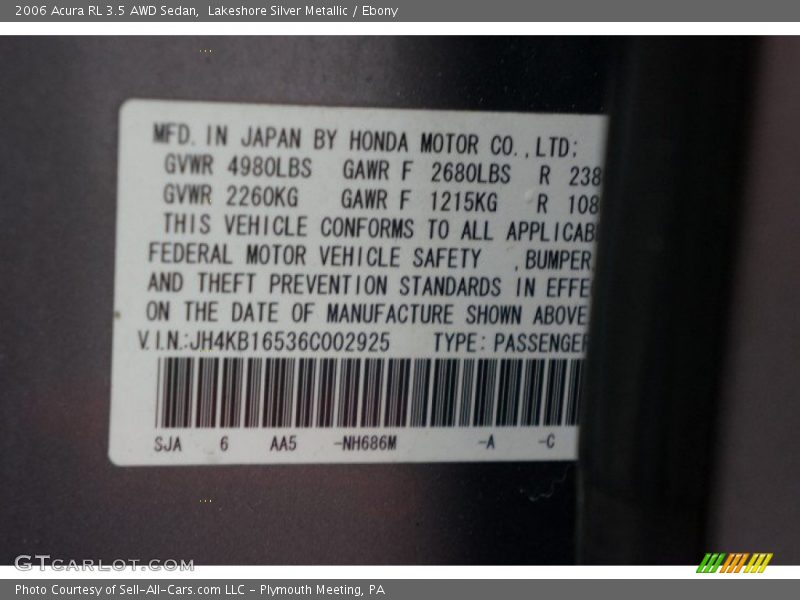 2006 Acura RL 3.5 AWD Sedan, Lakeshore Silver Metallic / Ebony
MFD. IN JAPAN BY HONDA MOTOR CO.,LTD:
GVWR 4980LBS GAWR F 2680LBS R 238
GVWR 2260KG GAWR F 1215KG R 108
THIS VEHICLE CONFORMS TO ALL APPLICAB
FEDERAL MOTOR VEHICLE SAFETY ,BUMPER,
AND THEFT PREVENTION STANDARDS IN EFFE
ON THE DATE OF MANUFACTURE SHOWN ABOVE
V.I.N.:JH4KB16536C002925 TYPE: PASSENGER
SJA 6 AA5 -NH686M -A -C
GTCARLOT.COM
Photo Courtesy of Sell-All-Cars.com LLC - Plymouth Meeting, PA